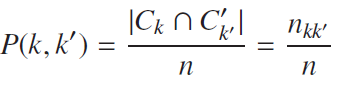 P(k, k′) = |C_k ∩ C′_{k′}| / n = n_{kk′} / n